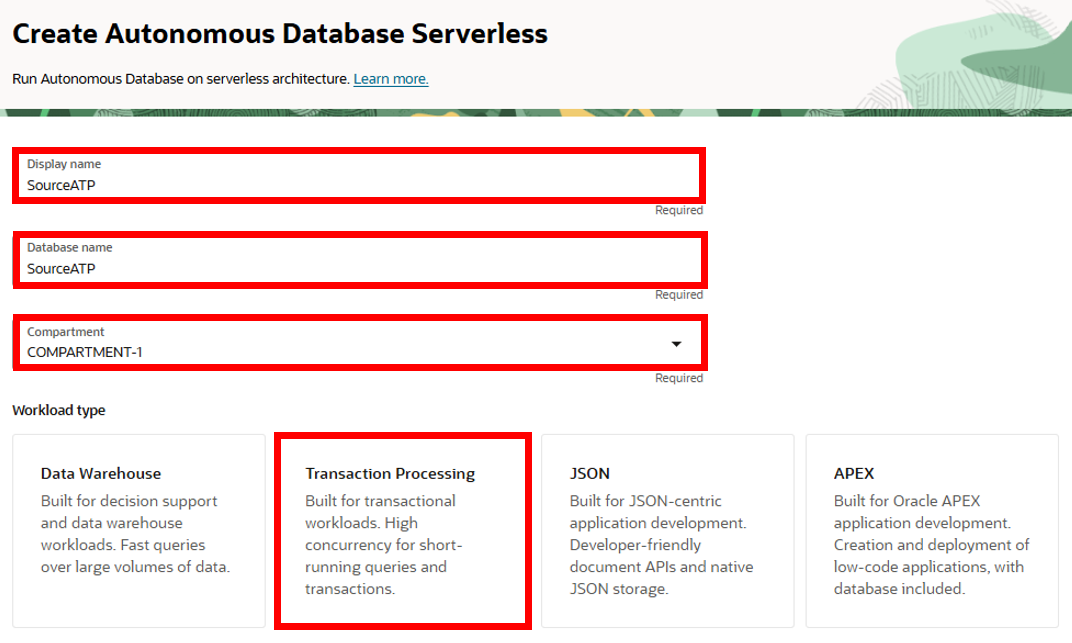 Create Autonomous Database Serverless
Run Autonomous Database on serverless architecture. Learn more.
Display name
SourceATP
Required
Database name
SourceATP
Required
Compartment
COMPARTMENT-1
Required
Workload type
Data Warehouse
Built for decision support
and data warehouse
workloads. Fast queries
over large volumes of data.
Transaction Processing
Built for transactional
workloads. High
concurrency for short-
running queries and
transactions.
JSON
Built for JSON-centric
application development.
Developer-friendly
document APIs and native
JSON storage.
APEX
Built for Oracle APEX
application development.
Creation and deployment of
low-code applications, with
database included.